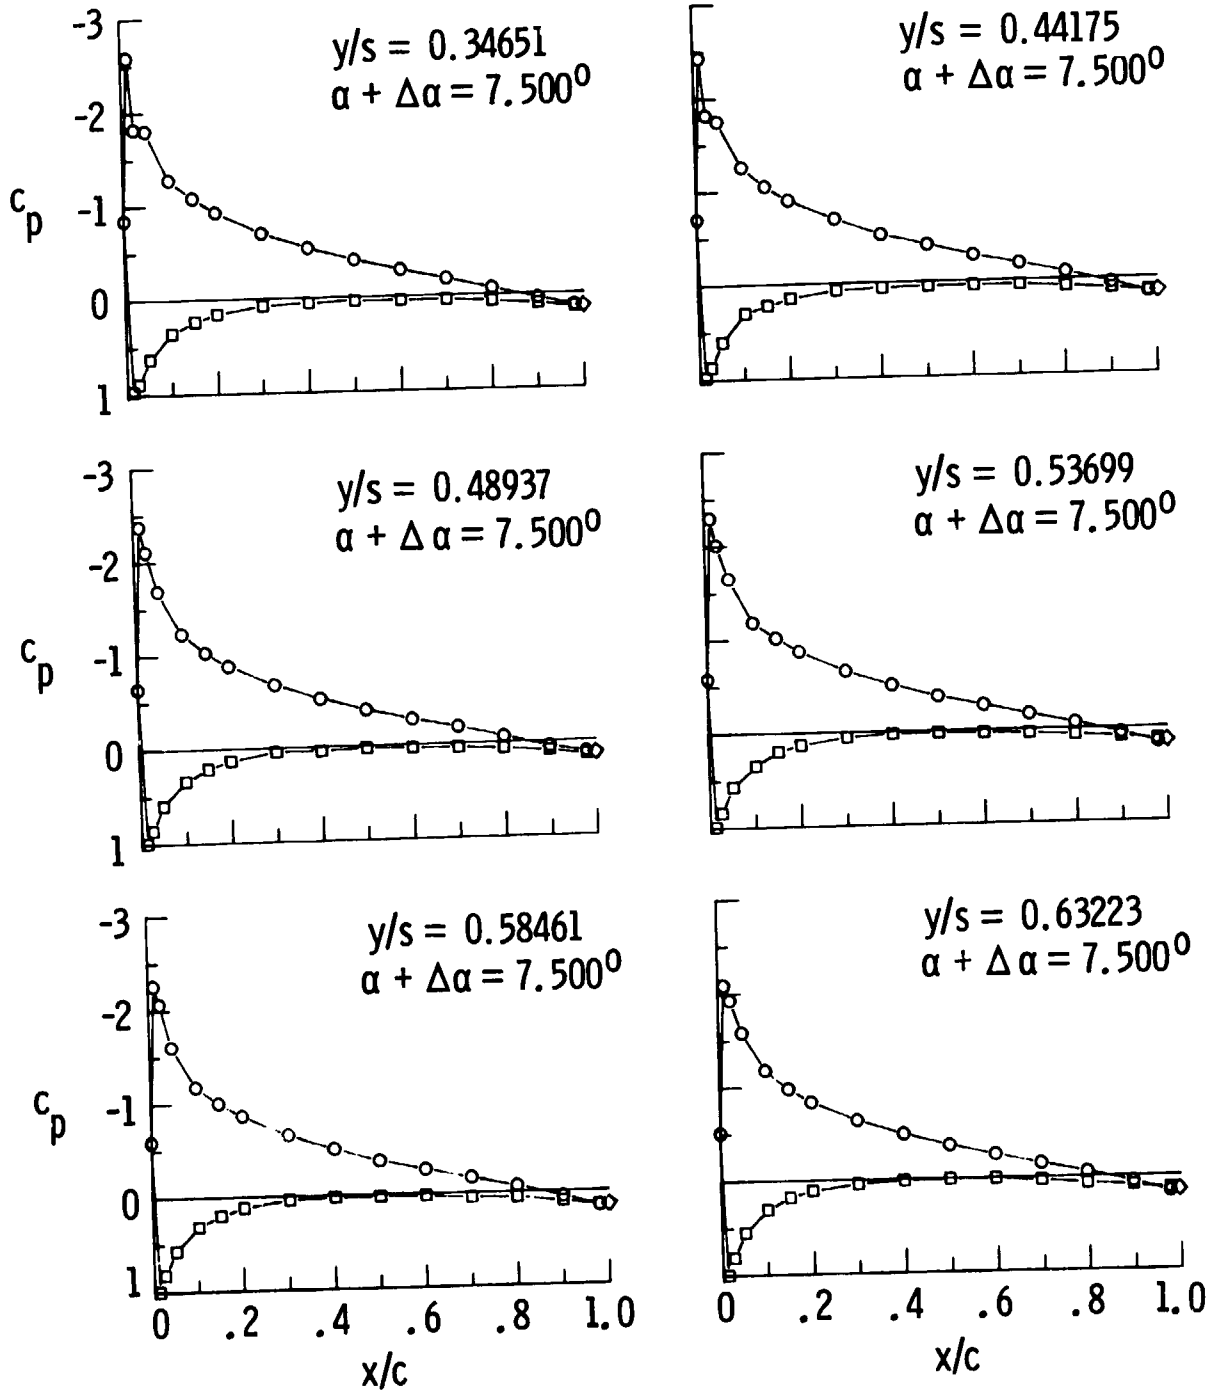 -3
y/s = 0.34651
α + Δα = 7.500⁰
-2
cp
-1
0
1
y/s = 0.44175
α + Δα = 7.500⁰
-3
y/s = 0.48937
α + Δα = 7.500⁰
-2
cp
-1
0
1
y/s = 0.53699
α + Δα = 7.500⁰
-3
y/s = 0.58461
α + Δα = 7.500⁰
-2
cp
-1
0
1
0 .2 .4 .6 .8 1.0
x/c
y/s = 0.63223
α + Δα = 7.500⁰
0 .2 .4 .6 .8 1.0
x/c